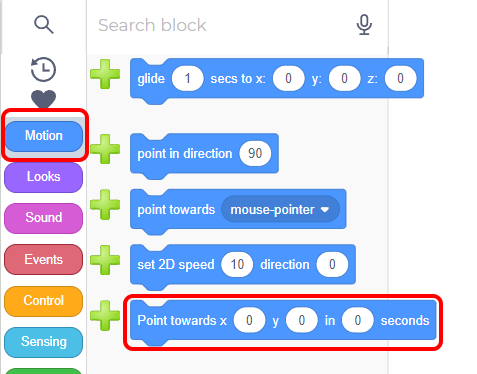 Search block
glide 1 secs to x: 0 y: 0 z: 0
Motion
point in direction 90
Looks
point towards mouse-pointer
Sound
Events
set 2D speed 10 direction 0
Control
Point towards x 0 y 0 in 0 seconds
Sensing